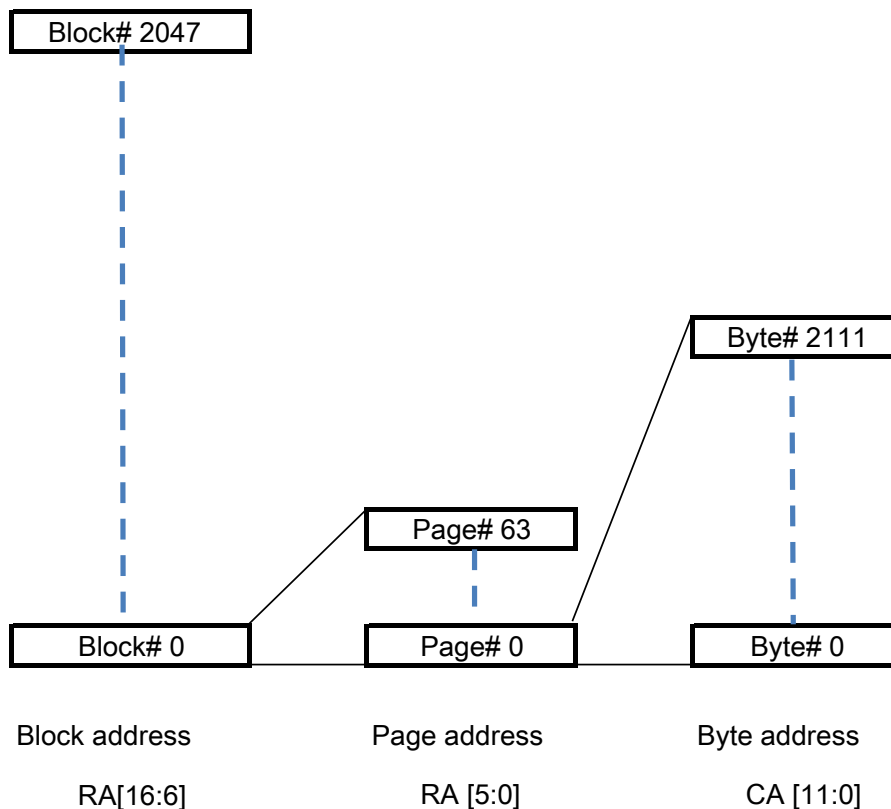 Block# 2047
Byte# 2111
Page# 63
Block# 0
Page# 0
Byte# 0
Block address
Page address
Byte address
RA[16:6]
RA [5:0]
CA [11:0]